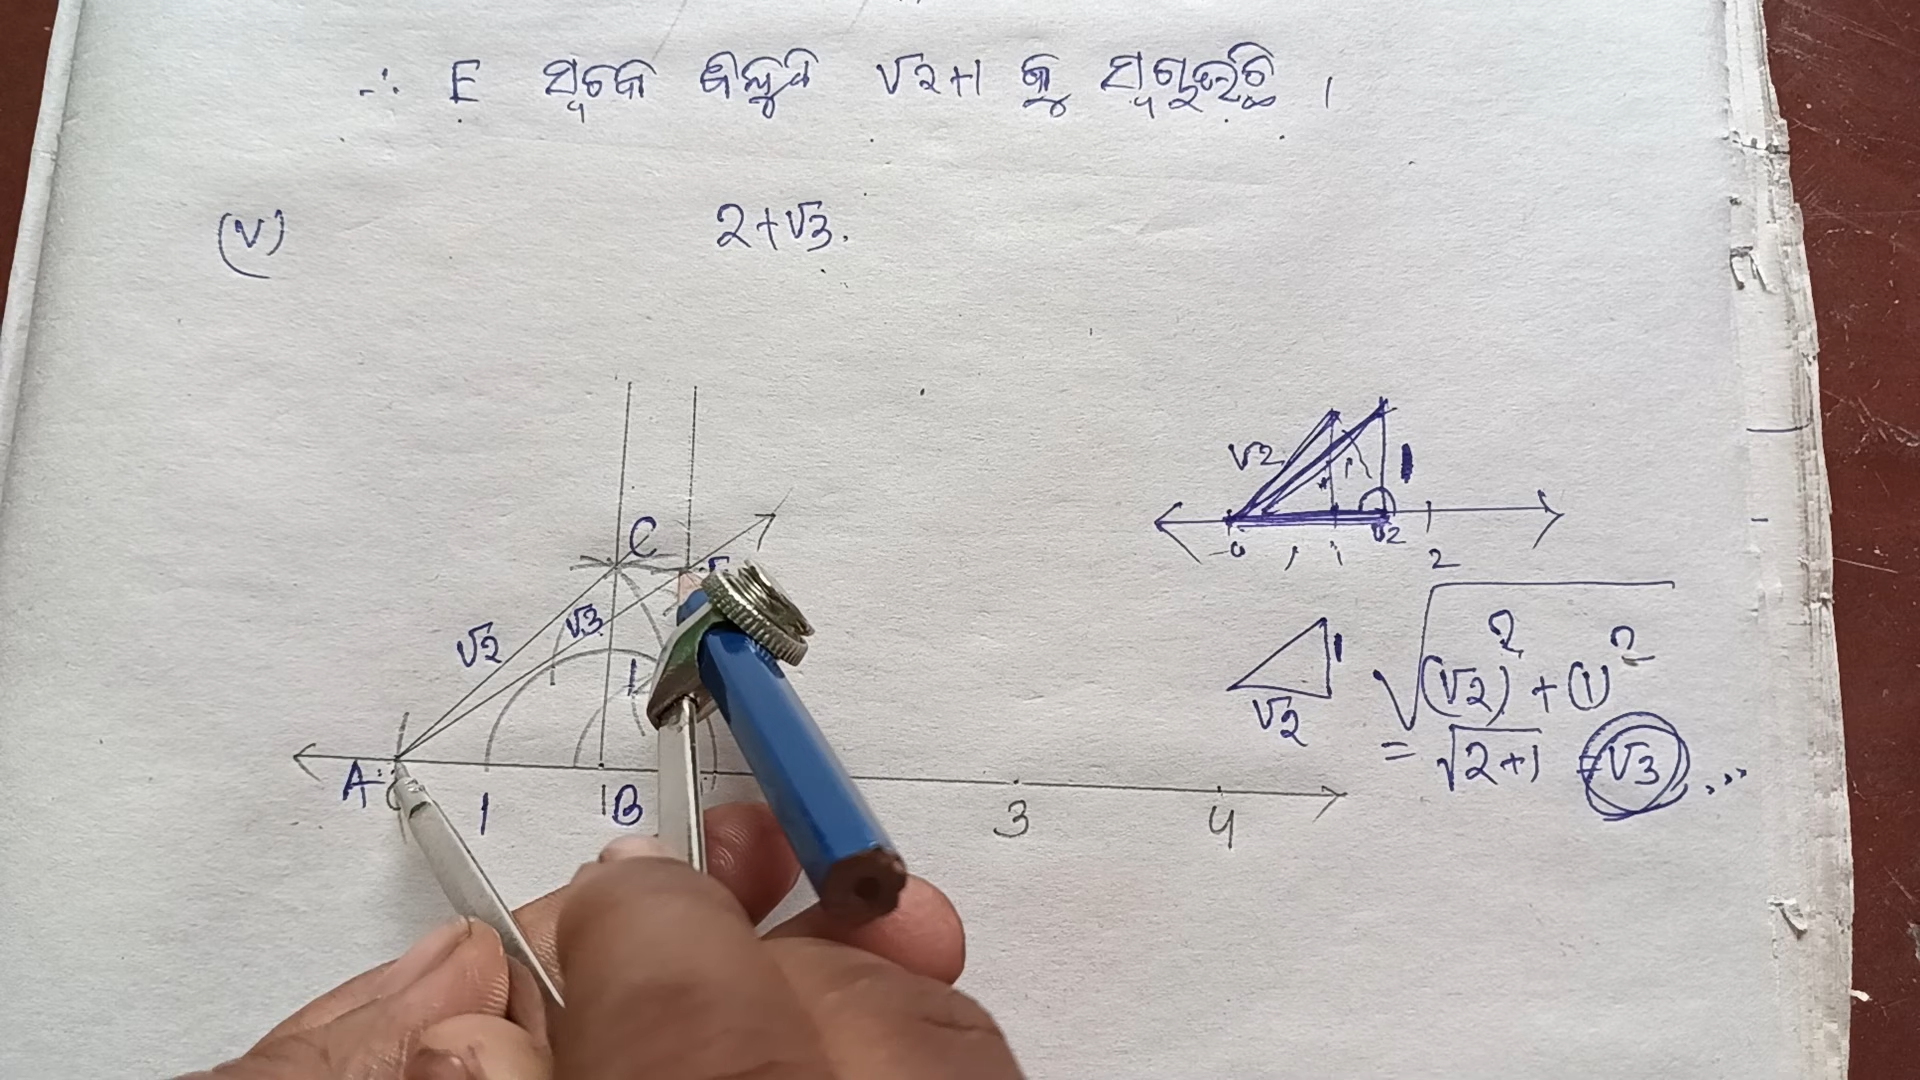 ∴ E ସୂଚକ ବିନ୍ଦୁଟି √2+1 କୁ ସୂଚାଉଛି ।
(V) 2+√3.
C
√2 √3 1
A 1 1 B 3 4
√2 1
0 1 √2 2
1 √2
√(√2)² + (1)²
= √2+1 = √3 ...